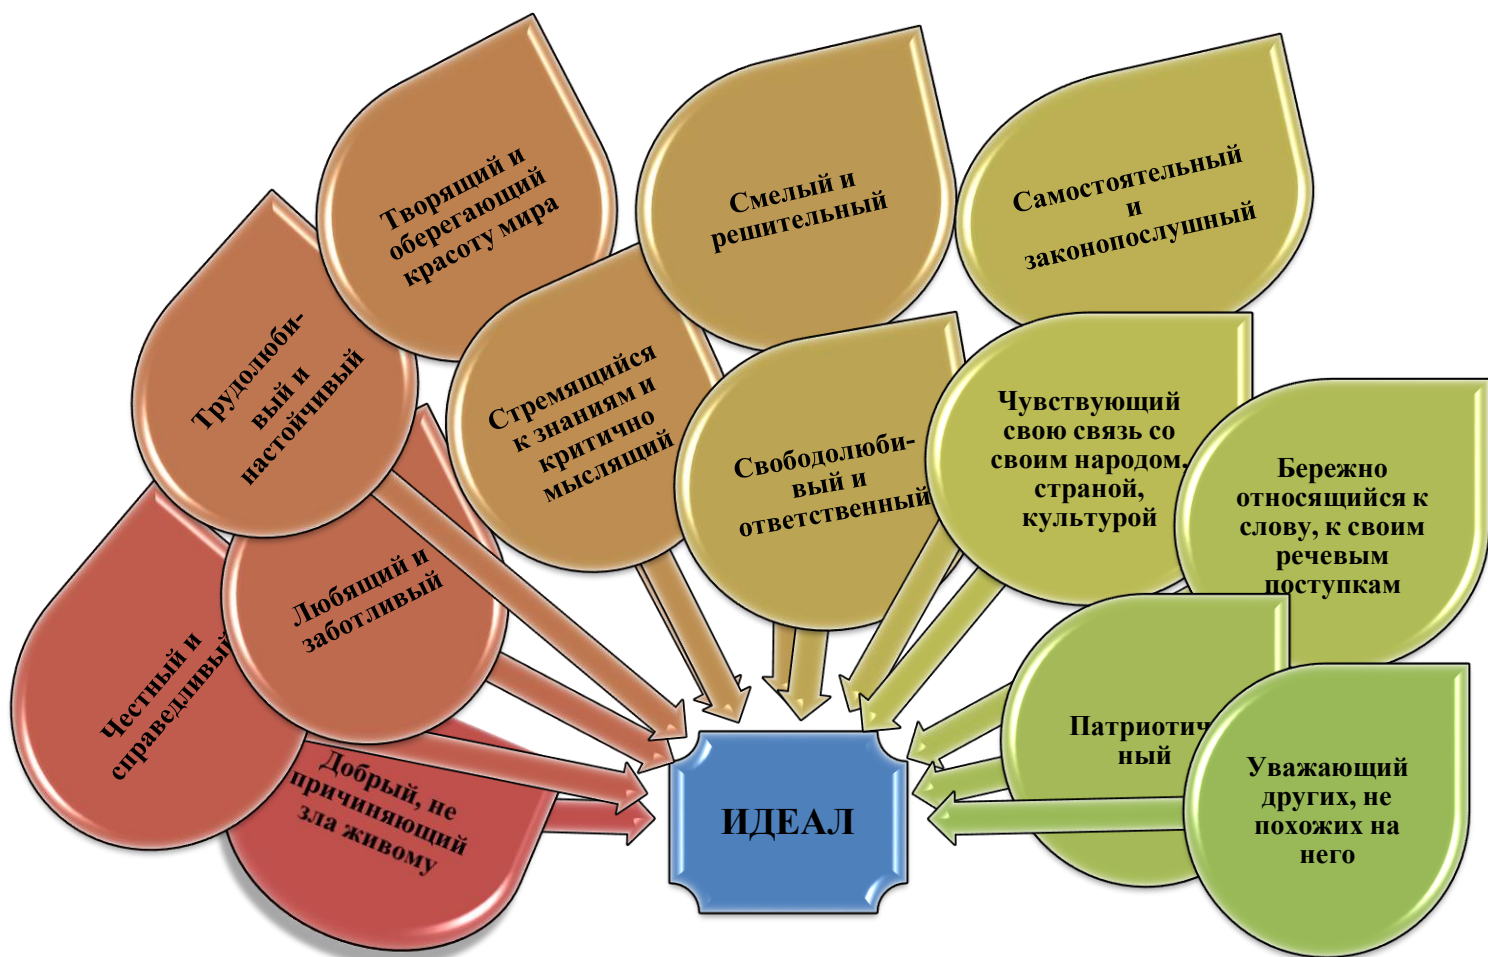 Творящий и
оберегающий
красоту мира
Смелый и
решительный
Самостоятельный
и
законопослушный
Трудолюби-
вый и
настойчивый
Стремящийся
к знаниям и
критично
мыслящий
Свободолюби-
вый и
ответственный
Чувствующий
свою связь со
своим народом.
страной,
культурой
Бережно
относящийся к
слову, к своим
речевым
поступкам
Любящий и
заботливый
Честный и
справедливый
Добрый, не
причиняющий
зла живому
ИДЕАЛ
Патриотич
ный
Уважающий
других, не
похожих на
него